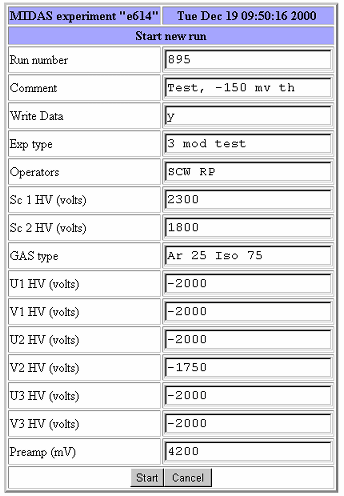 MIDAS experiment "e614" Tue Dec 19 09:50:16 2000
Start new run
Run number 895
Comment Test, -150 mv th
Write Data y
Exp type 3 mod test
Operators SCW RP
Sc 1 HV (volts) 2300
Sc 2 HV (volts) 1800
GAS type Ar 25 Iso 75
U1 HV (volts) -2000
V1 HV (volts) -2000
U2 HV (volts) -2000
V2 HV (volts) -1750
U3 HV (volts) -2000
V3 HV (volts) -2000
Preamp (mV) 4200
Start Cancel